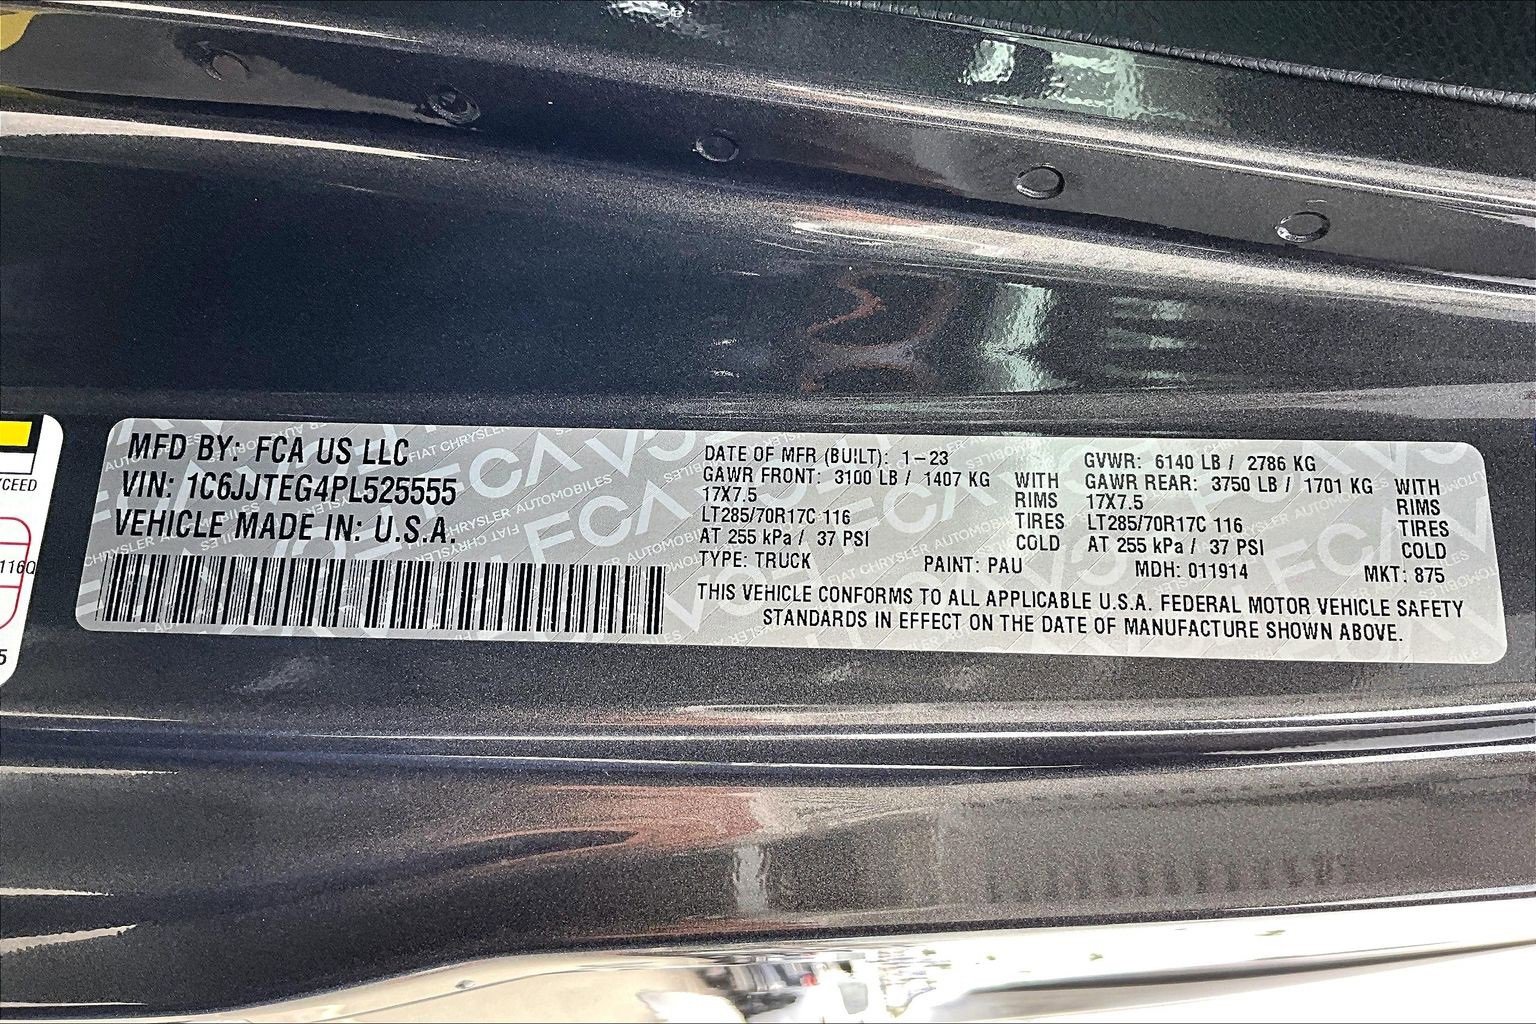 MFD BY: FCA US LLC
VIN: 1C6JJTEG4PL525555
VEHICLE MADE IN: U.S.A.
DATE OF MFR (BUILT): 1-23
GAWR FRONT: 3100 LB / 1407 KG WITH
17X7.5 RIMS
LT285/70R17C 116 TIRES
AT 255 kPa / 37 PSI COLD
GVWR: 6140 LB / 2786 KG
GAWR REAR: 3750 LB / 1701 KG WITH
17X7.5 RIMS
LT285/70R17C 116 TIRES
AT 255 kPa / 37 PSI COLD
TYPE: TRUCK PAINT: PAU MDH: 011914 MKT: 875
THIS VEHICLE CONFORMS TO ALL APPLICABLE U.S.A. FEDERAL MOTOR VEHICLE SAFETY
STANDARDS IN EFFECT ON THE DATE OF MANUFACTURE SHOWN ABOVE.